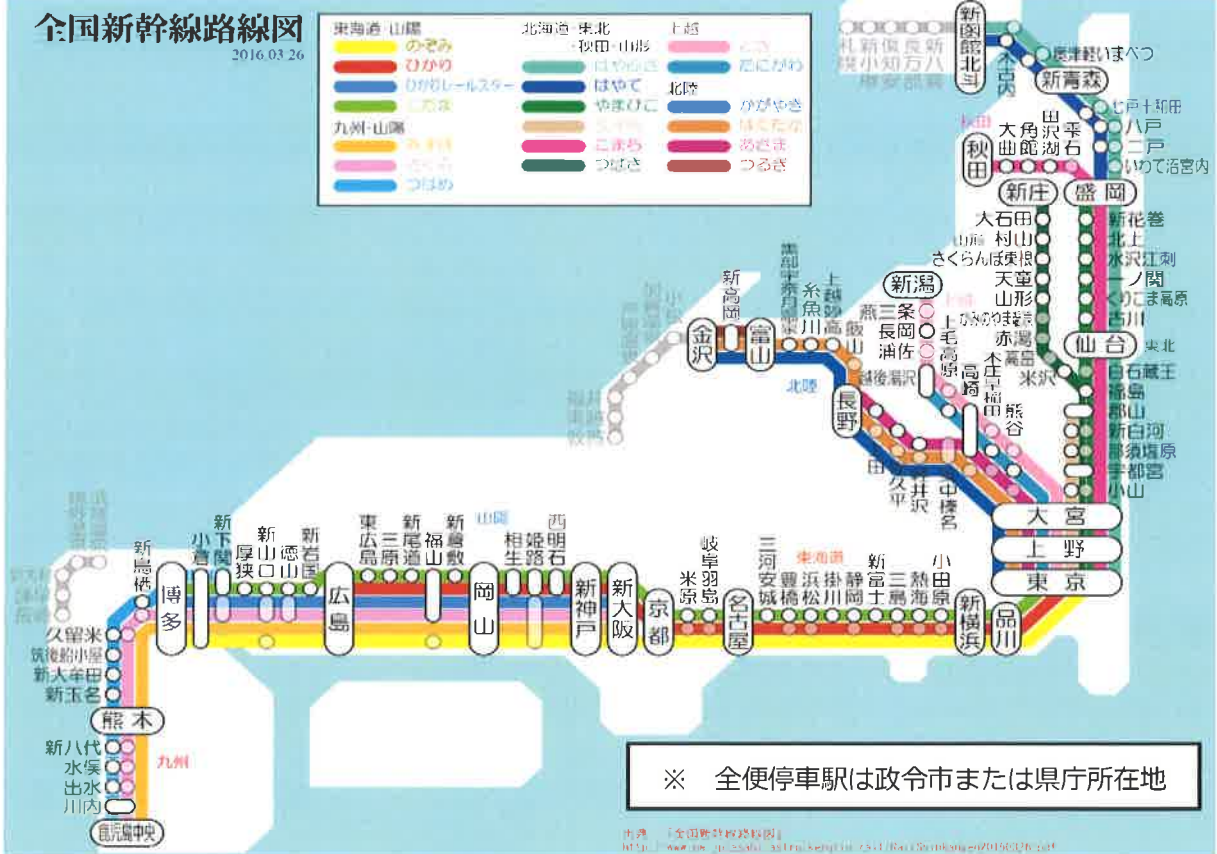 全国新幹線路線図
2016.03.26
東海道・山陽
のぞみ
ひかり
ひかりレールスター
こだま
九州・山陽
みずほ
さくら
つばめ
北海道・東北
・秋田・山形
はやぶさ
はやて
やまびこ
こまち
つばさ
上越
とき
たにがわ
北陸
かがやき
はくたか
あさま
つるぎ
新函館北斗
木古内
奥津軽いまべつ
新青森
七戸十和田
八戸
二戸
いわて沼宮内
盛岡
秋田
秋田
大曲
角館
田沢湖
雫石
新庄
大石田
山形
村山
さくらんぼ東根
天童
山形
かみのやま温泉
赤湯
高畠
米沢
新花巻
北上
水沢江刺
一ノ関
くりこま高原
古川
仙台
東北
白石蔵王
福島
郡山
新白河
那須塩原
宇都宮
小山
新潟
上越
燕三条
長岡
浦佐
越後湯沢
上毛高原
高崎
本庄早稲田
熊谷
金沢
新高岡
富山
黒部宇奈月温泉
糸魚川
上越妙高
飯山
北陸
長野
上田
佐久平
軽井沢
安中榛名
大宮
上野
東京
品川
新横浜
小田原
熱海
三島
新富士
静岡
掛川
浜松
豊橋
三河安城
東海道
名古屋
岐阜羽島
米原
京都
新大阪
新神戸
西明石
姫路
相生
山陽
岡山
新倉敷
福山
新尾道
三原
東広島
広島
新岩国
徳山
新山口
厚狭
新下関
小倉
博多
新鳥栖
久留米
筑後船小屋
新大牟田
新玉名
熊本
新八代
水俣
出水
川内
鹿児島中央
九州
※　全便停車駅は政令市または県庁所在地
出典　「全国新幹線路線図」